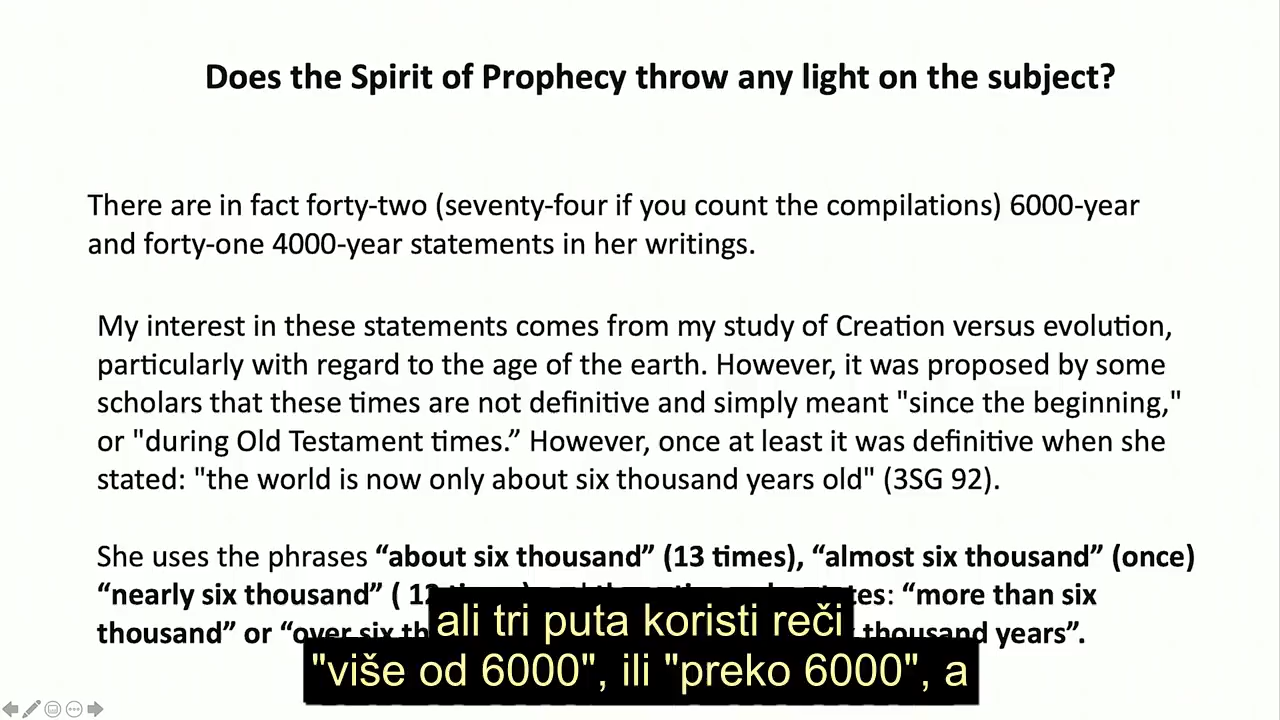 Does the Spirit of Prophecy throw any light on the subject?
There are in fact forty-two (seventy-four if you count the compilations) 6000-year
and forty-one 4000-year statements in her writings.
My interest in these statements comes from my study of Creation versus evolution,
particularly with regard to the age of the earth. However, it was proposed by some
scholars that these times are not definitive and simply meant "since the beginning,"
or "during Old Testament times.” However, once at least it was definitive when she
stated: "the world is now only about six thousand years old" (3SG 92).
She uses the phrases “about six thousand” (13 times), “almost six thousand” (once)
“nearly six thousand” ( : “more than six
thousand” or “over six thousand years”.
ali tri puta koristi reči
"više od 6000", ili "preko 6000", a